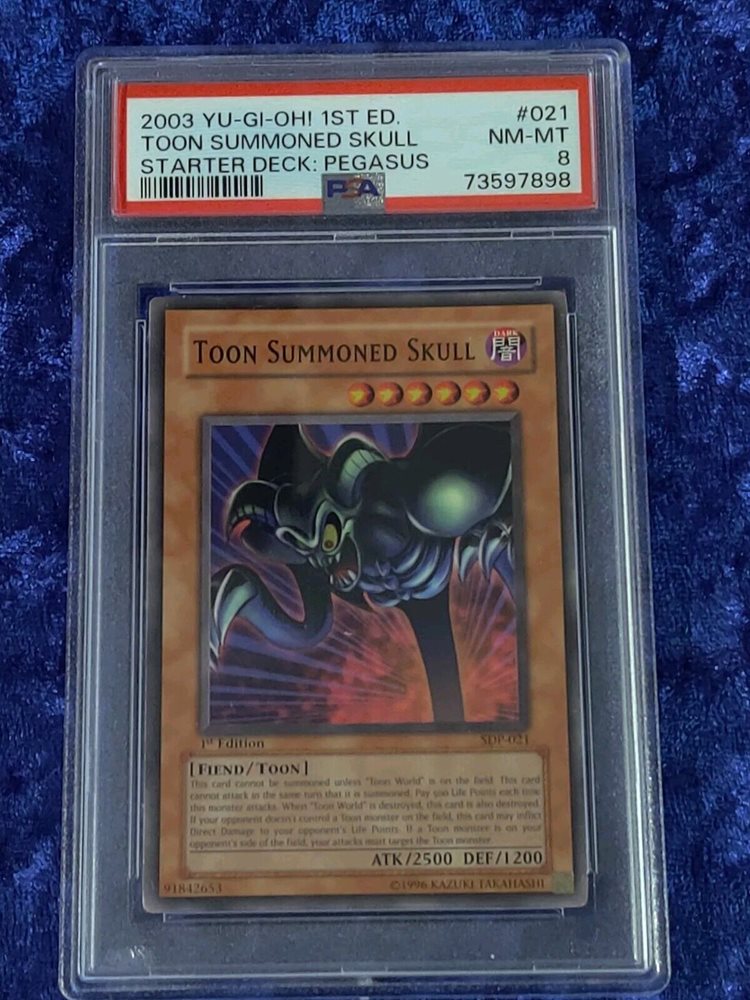 2003 YU-GI-OH! 1ST ED. #021
TOON SUMMONED SKULL NM-MT
STARTER DECK: PEGASUS 8
PSA 73597898
TOON SUMMONED SKULL
DARK
闇
1st Edition SDP-021
[FIEND/TOON]
This card cannot be summoned unless "Toon World" is on the field. This card
cannot attack in the same turn that it is summoned. Pay 500 Life Points each time
this monster attacks. When "Toon World" is destroyed, this card is also destroyed.
If your opponent doesn't control a Toon monster on the field, this card may inflict
Direct Damage to your opponent's Life Points. If a Toon monster is on your
opponent's side of the field, your attacks must target the Toon monster.
ATK/2500 DEF/1200
91842653 ©1996 KAZUKI TAKAHASHI